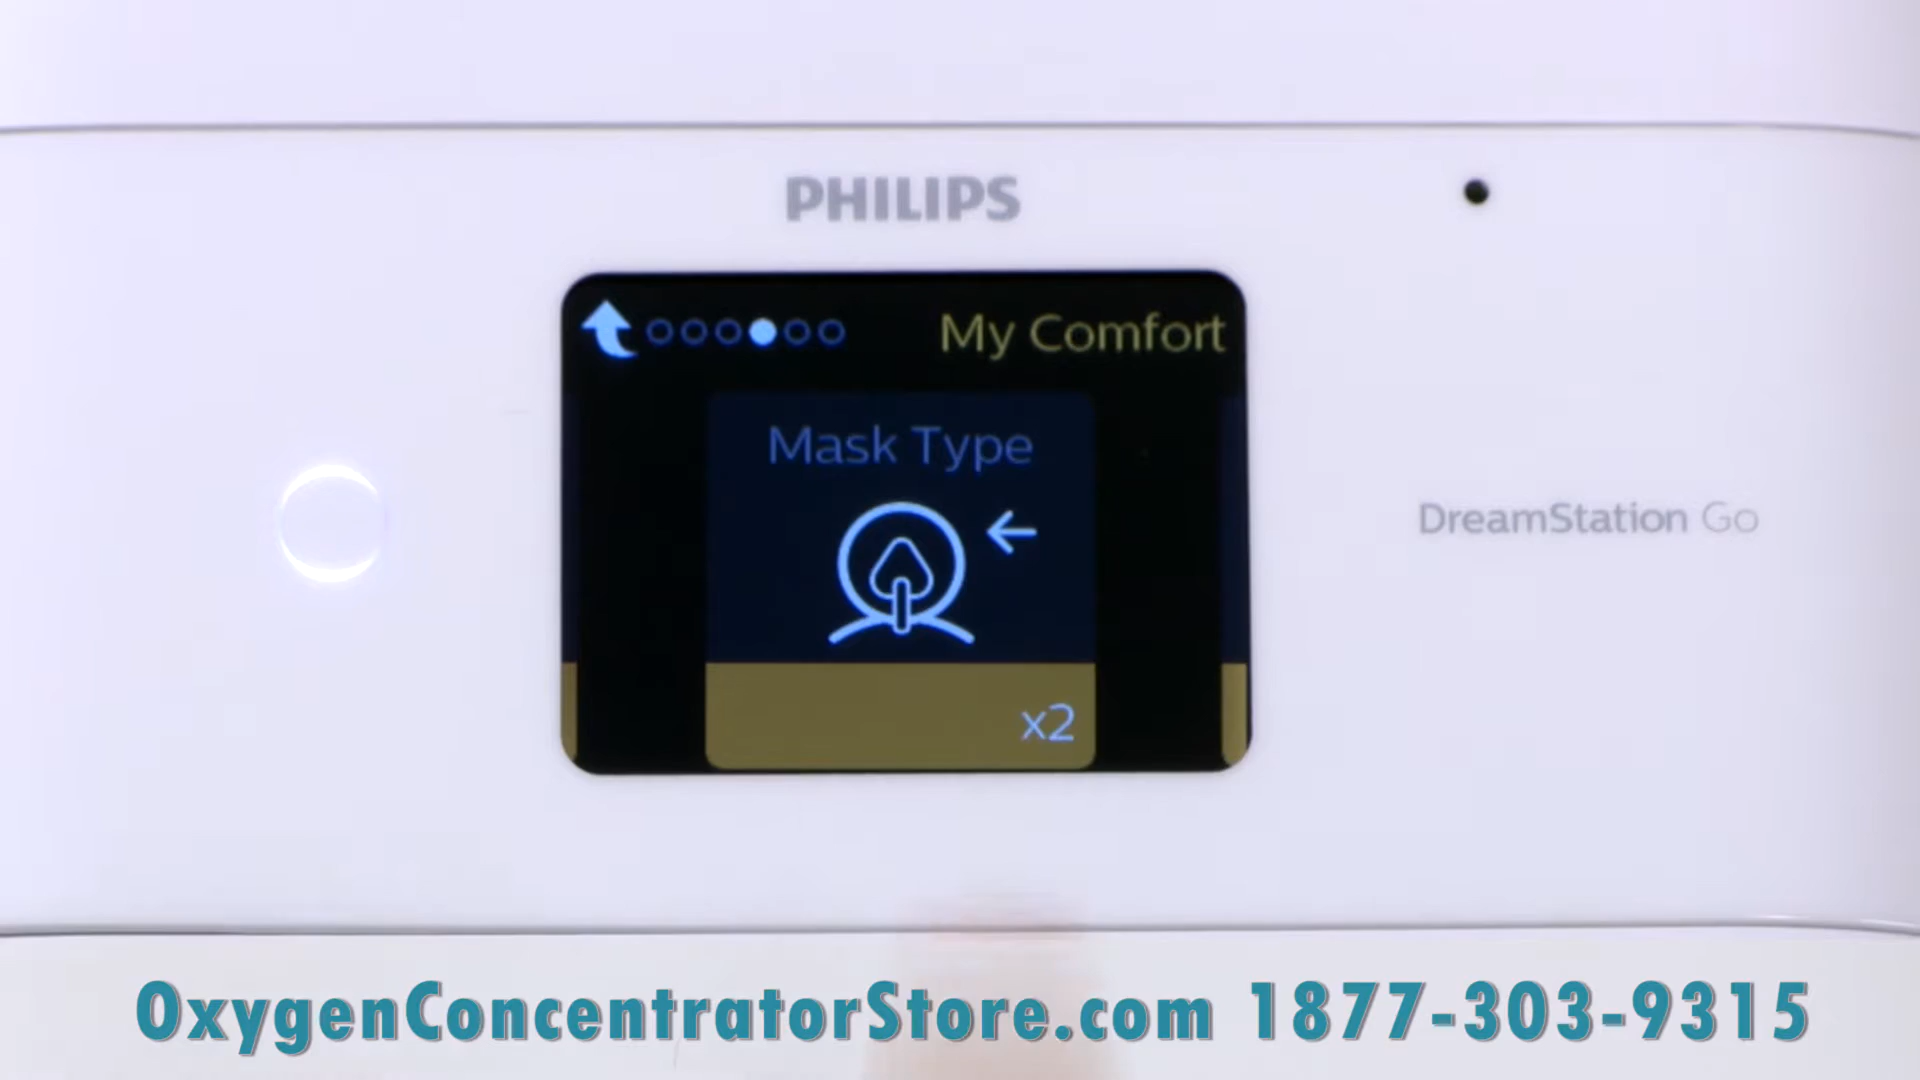 PHILIPS
My Comfort
Mask Type
x2
DreamStation Go
OxygenConcentratorStore.com 1877-303-9315